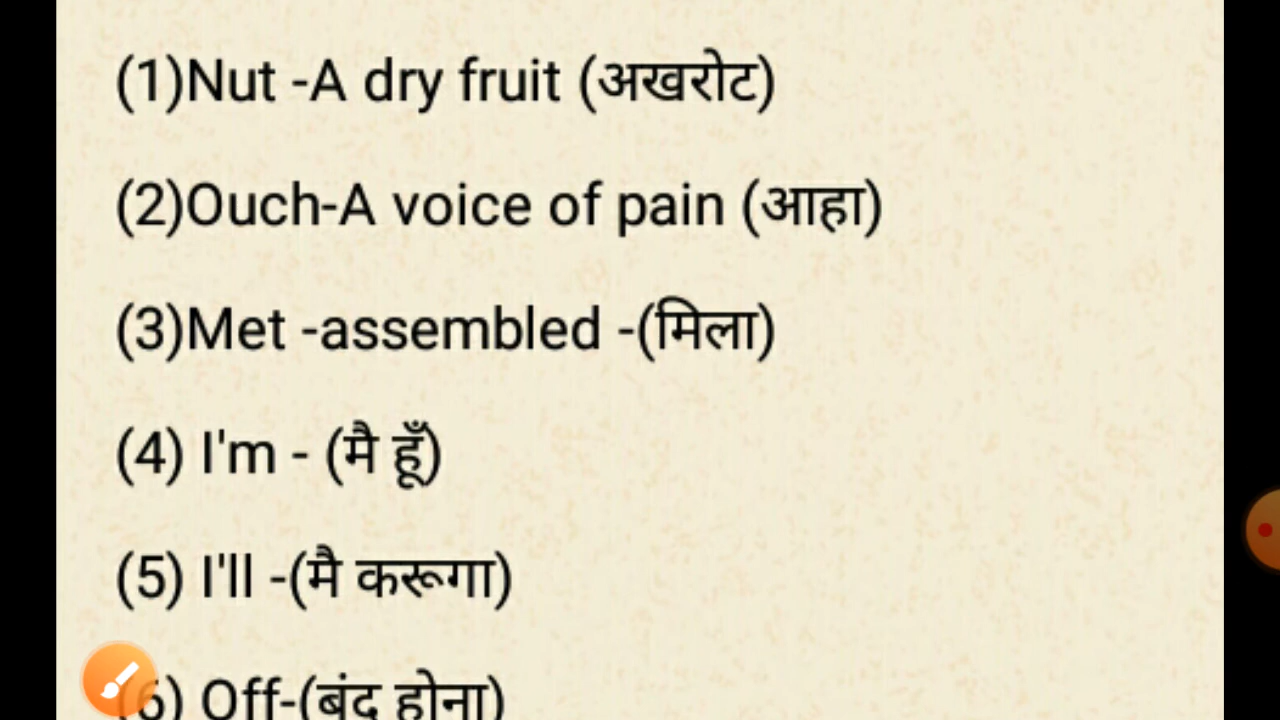 (1)Nut -A dry fruit (अखरोट)
(2)Ouch-A voice of pain (आहा)
(3)Met -assembled -(मिला)
(4) I'm - (मै हूँ)
(5) I'll -(मै करूगा)
(6) Off-(बंद होना)